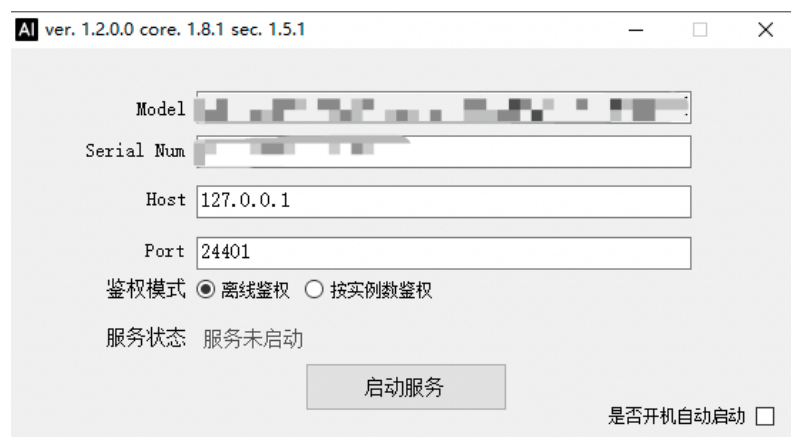 AI ver. 1.2.0.0 core. 1.8.1 sec. 1.5.1
Model
Serial Num
Host 127.0.0.1
Port 24401
鉴权模式 离线鉴权 按实例数鉴权
服务状态 服务未启动
启动服务
是否开机自动启动